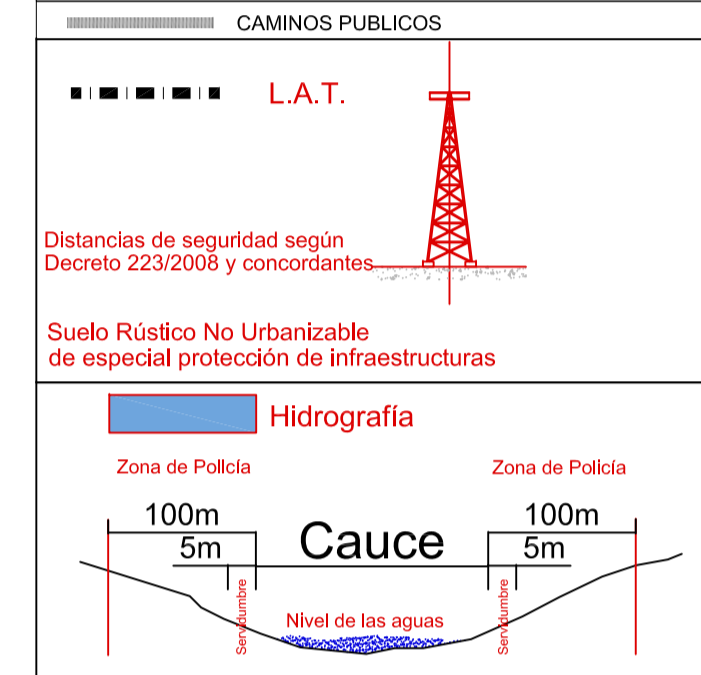 CAMINOS PUBLICOS
L.A.T.
Distancias de seguridad según
Decreto 223/2008 y concordantes
Suelo Rústico No Urbanizable
de especial protección de infraestructuras
Hidrografía
Zona de Pollcía
Zona de Policía
100m
100m
5m
Cauce
5m
Servidumbre
Nivel de las aguas
Servidumbre